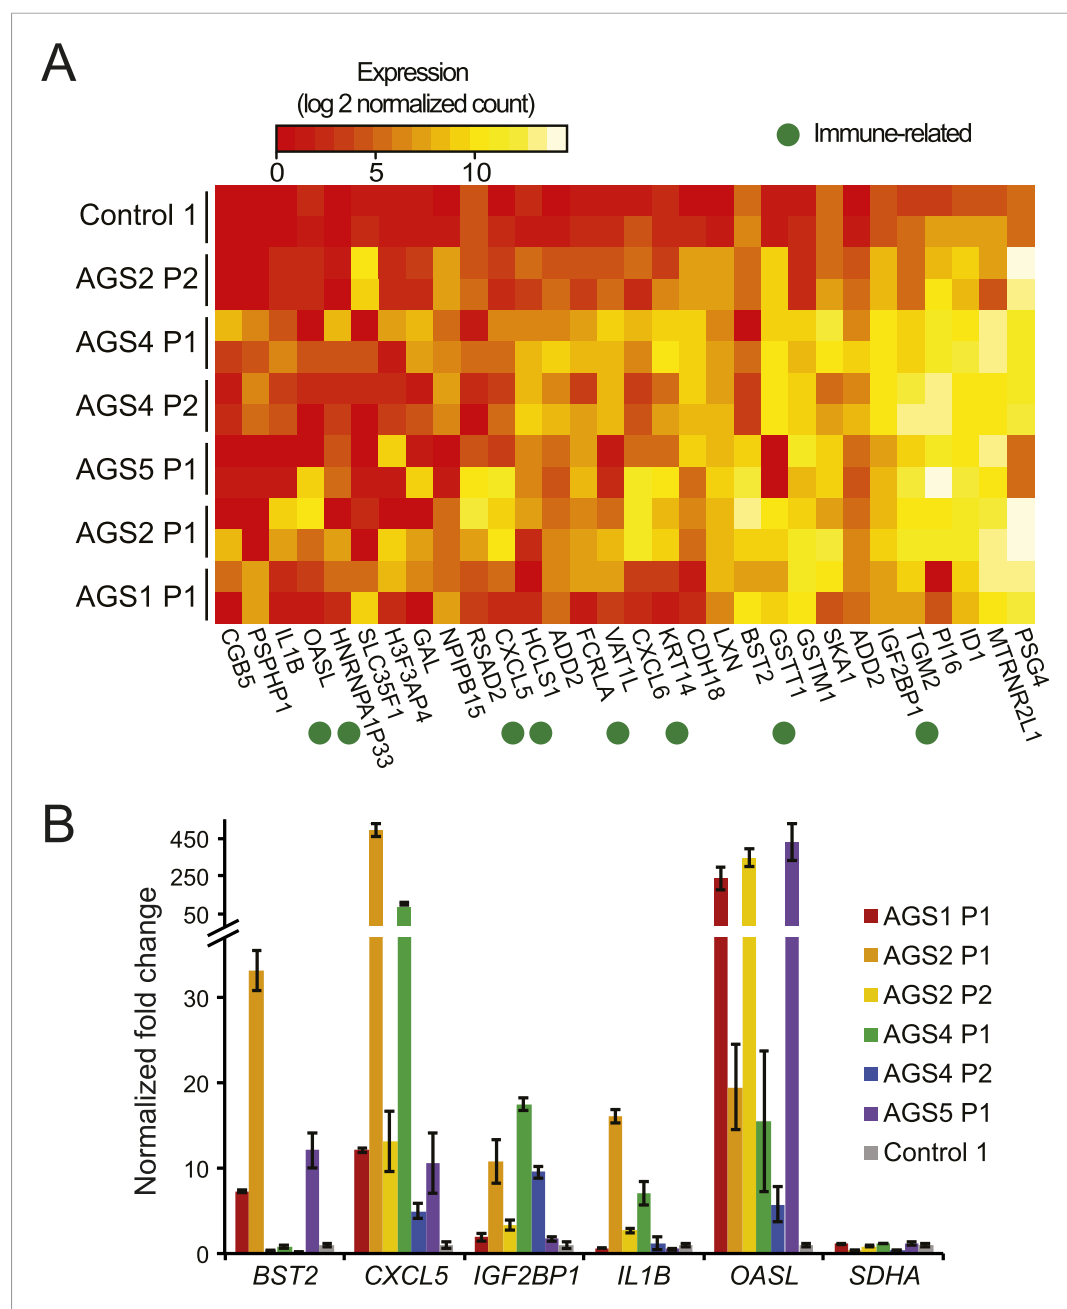 A
Expression
(log 2 normalized count)
0 5 10
Immune-related
Control 1
AGS2 P2
AGS4 P1
AGS4 P2
AGS5 P1
AGS2 P1
AGS1 P1
CGB5
PSPHP1
IL1B
OASL
HNRNPA1P33
SLC35F1
H3F3AP4
GAL
NPIPB15
RSAD2
CXCL5
HCLS1
ADD2
FCRLA
VAT1L
CXCL6
KRT14
CDH18
LXN
BST2
GSTT1
GSTM1
SKA1
ADD2
IGF2BP1
TGM2
PI16
ID1
MTRNR2L1
PSG4
B
Normalized fold change
450
250
50
30
20
10
0
BST2 CXCL5 IGF2BP1 IL1B OASL SDHA
AGS1 P1
AGS2 P1
AGS2 P2
AGS4 P1
AGS4 P2
AGS5 P1
Control 1